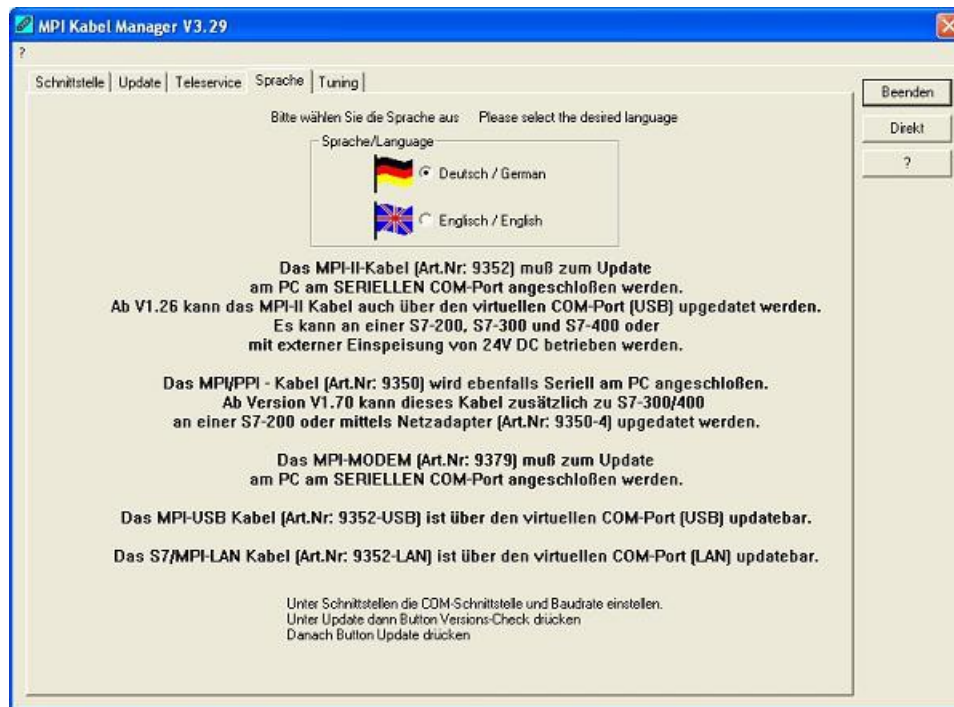 MPI Kabel Manager V3.29
?
Schnittstelle Update Teleservice Sprache Tuning
Beenden
Direkt
?
Bitte wählen Sie die Sprache aus Please select the desired language
Sprache/Language
Deutsch / German
Englisch / English
Das MPI-II-Kabel (Art.Nr: 9352) muß zum Update
am PC am SERIELLEN COM-Port angeschloßen werden.
Ab V1.26 kann das MPI-II Kabel auch über den virtuellen COM-Port (USB) upgedatet werden.
Es kann an einer S7-200, S7-300 und S7-400 oder
mit externer Einspeisung von 24V DC betrieben werden.
Das MPI/PPI - Kabel (Art.Nr: 9350) wird ebenfalls Seriell am PC angeschloßen.
Ab Version V1.70 kann dieses Kabel zusätzlich zu S7-300/400
an einer S7-200 oder mittels Netzadapter (Art.Nr: 9350-4) upgedatet werden.
Das MPI-MODEM (Art.Nr: 9379) muß zum Update
am PC am SERIELLEN COM-Port angeschloßen werden.
Das MPI-USB Kabel (Art.Nr: 9352-USB) ist über den virtuellen COM-Port (USB) updatebar.
Das S7/MPI-LAN Kabel (Art.Nr: 9352-LAN) ist über den virtuellen COM-Port (LAN) updatebar.
Unter Schnittstellen die COM-Schnittstelle und Baudrate einstellen.
Unter Update dann Button Versions-Check drücken
Danach Button Update drücken